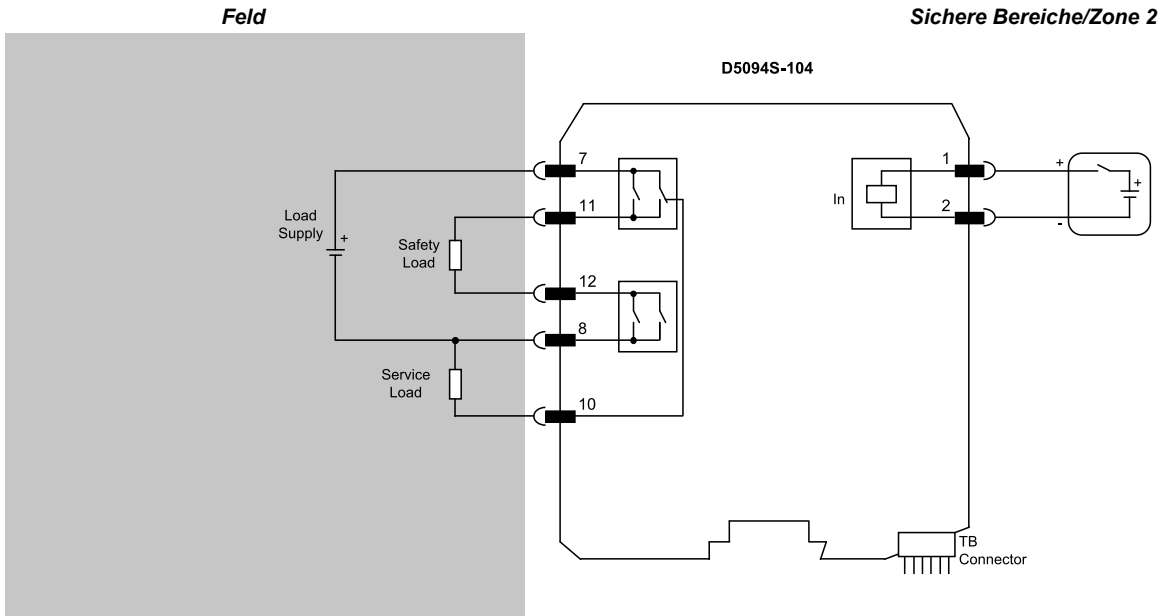 Feld
Sichere Bereiche/Zone 2
D5094S-104
7
11
12
8
10
Load
Supply
+
Safety
Load
Service
Load
In
1
2
+
-
+
TB
Connector